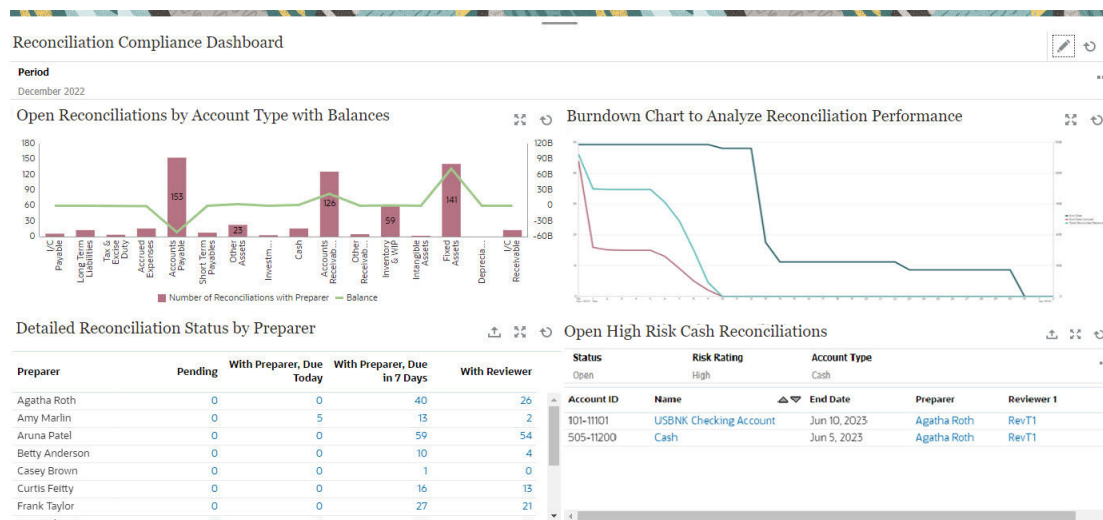 Reconciliation Compliance Dashboard
Period
December 2022
Open Reconciliations by Account Type with Balances
180
150
120
90
60
30
0
120B
90B
60B
30B
0
-30B
-60B
153
23
126
59
141
I/C Payable
Long Term Liabilities
Tax & Excise Duty
Accrued Expenses
Accounts Payable
Short Term Payables
Other Assets
Investm...
Cash
Accounts Receivab...
Other Receivab...
Inventory & WIP
Intangible Assets
Fixed Assets
Deprecia...
I/C Receivable
Number of Reconciliations with Preparer Balance
Burndown Chart to Analyze Reconciliation Performance
Detailed Reconciliation Status by Preparer
Preparer Pending With Preparer, Due Today With Preparer, Due in 7 Days With Reviewer
Agatha Roth 0 0 40 26
Amy Marlin 0 5 13 2
Aruna Patel 0 0 59 54
Betty Anderson 0 0 10 4
Casey Brown 0 0 1 0
Curtis Feitty 0 0 16 13
Frank Taylor 0 0 27 21
Open High Risk Cash Reconciliations
Status Risk Rating Account Type
Open High Cash
Account ID Name End Date Preparer Reviewer 1
101-11101 USBNK Checking Account Jun 10, 2023 Agatha Roth RevT1
505-11200 Cash Jun 5, 2023 Agatha Roth RevT1